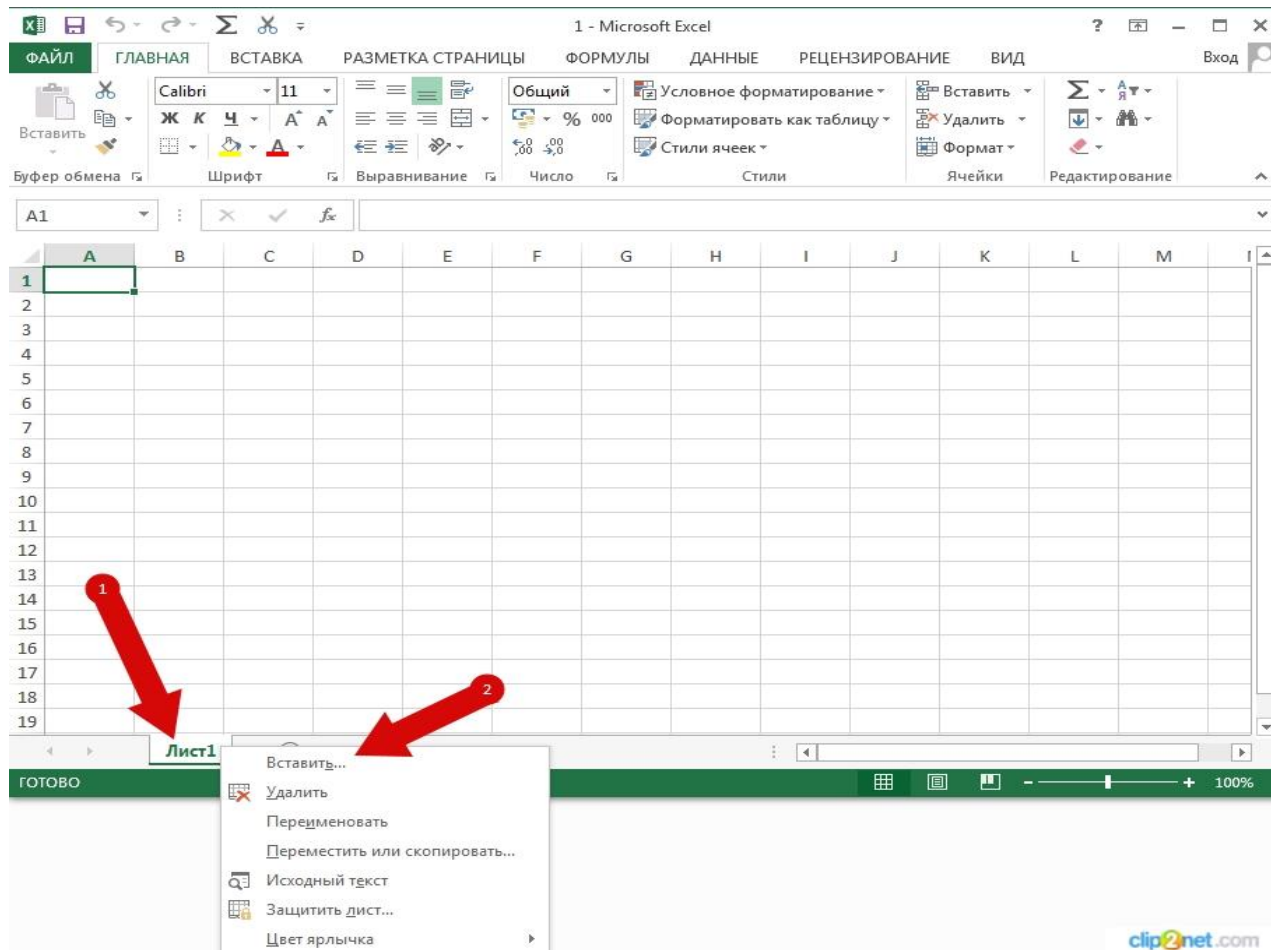 1 - Microsoft Excel ?
ФАЙЛ ГЛАВНАЯ ВСТАВКА РАЗМЕТКА СТРАНИЦЫ ФОРМУЛЫ ДАННЫЕ РЕЦЕНЗИРОВАНИЕ ВИД Вход
Calibri 11 Общий Условное форматирование Вставить Σ
Вставить Ж К Ч А А % 000 Форматировать как таблицу Удалить
А Стили ячеек Формат
Буфер обмена Шрифт Выравнивание Число Стили Ячейки Редактирование
A1 fx
A B C D E F G H I J K L M
1
2
3
4
5
6
7
8
9
10
11
12
13
1
14
15
16
17
2
18
19
Лист1
Вставить...
ГОТОВО 100%
Удалить
Переименовать
Переместить или скопировать...
Исходный текст
Защитить лист...
Цвет ярлычка
clip2net.com